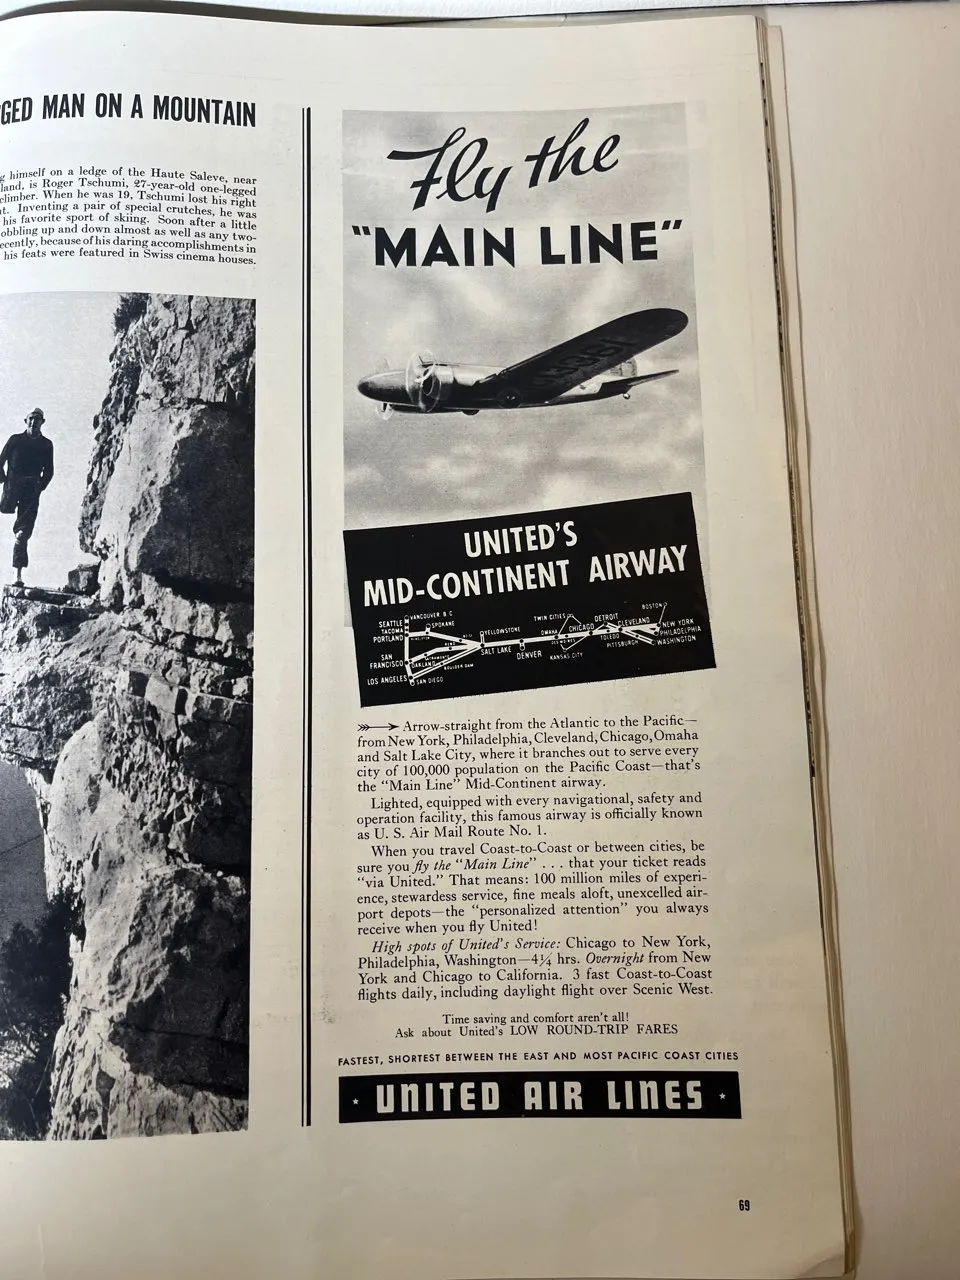 GED MAN ON A MOUNTAIN
himself on a ledge of the Haute Saleve, near
land, is Roger Tschumi, 27-year-old one-legged
climber. When he was 19, Tschumi lost his right
Inventing a pair of special crutches, he was
his favorite sport of skiing. Soon after a little
obbling up and down almost as well as any two-
ecently, because of his daring accomplishments in
his feats were featured in Swiss cinema houses.
Fly the
"MAIN LINE"
UNITED'S
MID-CONTINENT AIRWAY
VANCOUVER B C
SEATTLE
TACOMA
SPOKANE
PORTLAND
YELLOWSTONE
SALT LAKE
SAN
FRANCISCO
OAKLAND
BOULDER DAM
LOS ANGELES
SAN DIEGO
DENVER
TWIN CITIES
OMAHA
CHICAGO
KANSAS CITY
DETROIT
TOLEDO
CLEVELAND
PITTSBURGH
BOSTON
NEW YORK
PHILADELPHIA
WASHINGTON
Arrow-straight from the Atlantic to the Pacific—
from New York, Philadelphia, Cleveland, Chicago, Omaha
and Salt Lake City, where it branches out to serve every
city of 100,000 population on the Pacific Coast—that's
the "Main Line" Mid-Continent airway.
Lighted, equipped with every navigational, safety and
operation facility, this famous airway is officially known
as U. S. Air Mail Route No. 1.
When you travel Coast-to-Coast or between cities, be
sure you fly the "Main Line" . . . that your ticket reads
"via United." That means: 100 million miles of experi-
ence, stewardess service, fine meals aloft, unexcelled air-
port depots—the "personalized attention" you always
receive when you fly United!
High spots of United's Service: Chicago to New York,
Philadelphia, Washington—4¼ hrs. Overnight from New
York and Chicago to California. 3 fast Coast-to-Coast
flights daily, including daylight flight over Scenic West.
Time saving and comfort aren't all!
Ask about United's LOW ROUND-TRIP FARES
FASTEST, SHORTEST BETWEEN THE EAST AND MOST PACIFIC COAST CITIES
UNITED AIR LINES
69